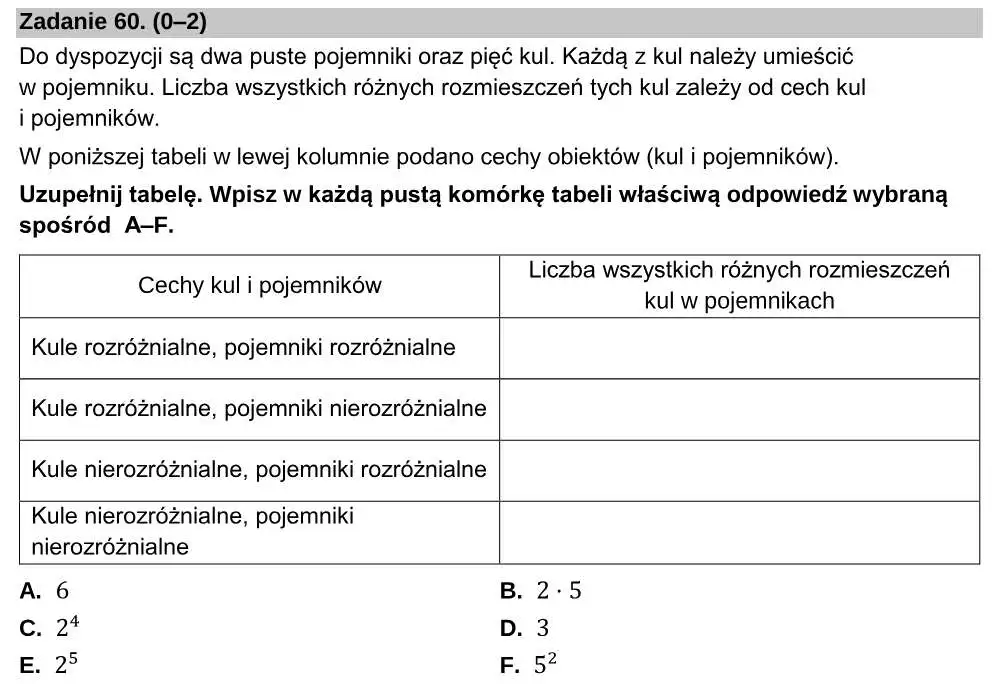 Zadanie 60. (0–2)
Do dyspozycji są dwa puste pojemniki oraz pięć kul. Każdą z kul należy umieścić
w pojemniku. Liczba wszystkich różnych rozmieszczeń tych kul zależy od cech kul
i pojemników.
W poniższej tabeli w lewej kolumnie podano cechy obiektów (kul i pojemników).
Uzupełnij tabelę. Wpisz w każdą pustą komórkę tabeli właściwą odpowiedź wybraną
spośród A–F.
Cechy kul i pojemników
Liczba wszystkich różnych rozmieszczeń
kul w pojemnikach
Kule rozróżnialne, pojemniki rozróżnialne
Kule rozróżnialne, pojemniki nierozróżnialne
Kule nierozróżnialne, pojemniki rozróżnialne
Kule nierozróżnialne, pojemniki
nierozróżnialne
A. 6
B. 2 · 5
C. 2⁴
D. 3
E. 2⁵
F. 5²